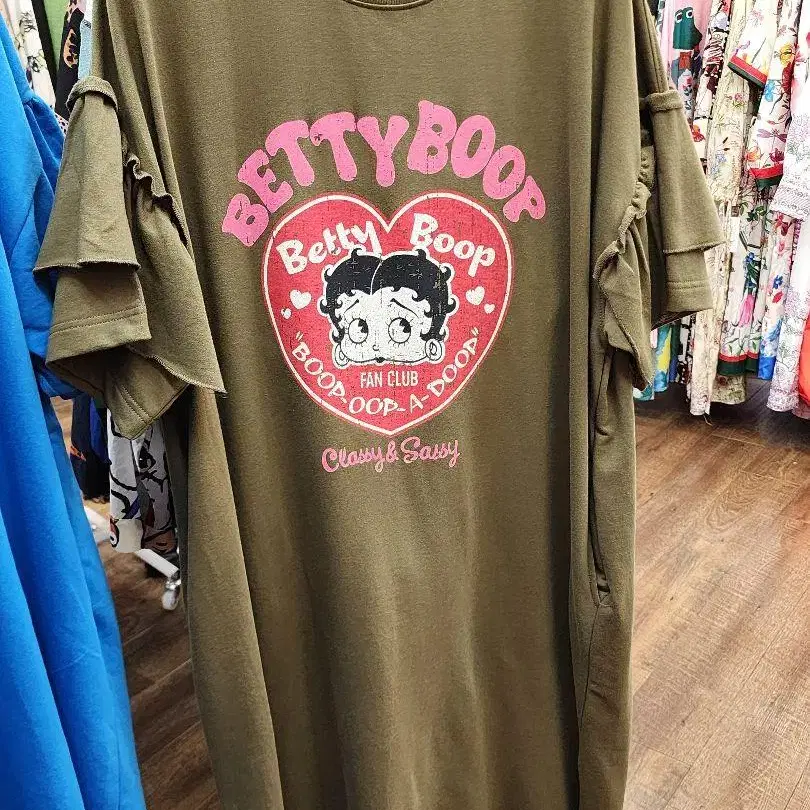 BETTY BOOP
Betty Boop
FAN CLUB
"BOOP-OOP-A-DOOP"
Classy & Sassy